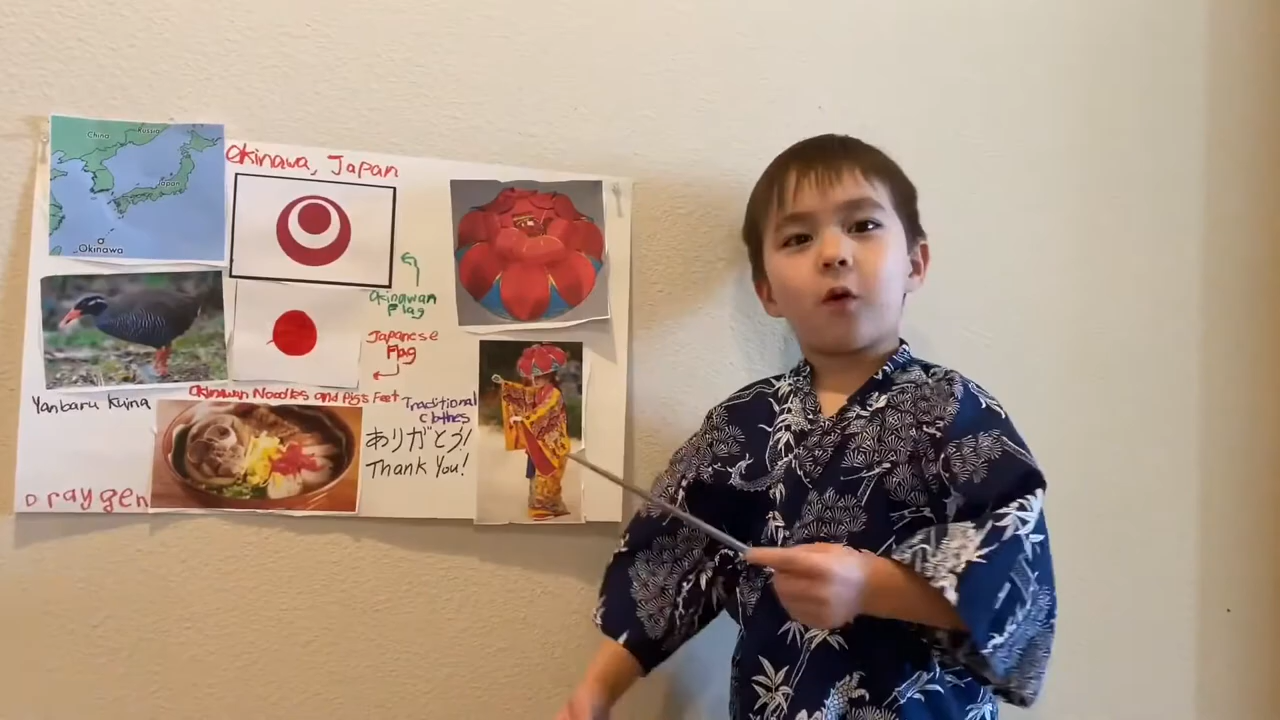 China
Russia
Japan
Okinawa
Okinawa, Japan
Okinawan
Flag
Japanese
Flag
Yanbaru Kuina
Okinawan Noodles and Pigs Feet
Traditional
Clothes
ありがとう!
Thank You!
Draygen